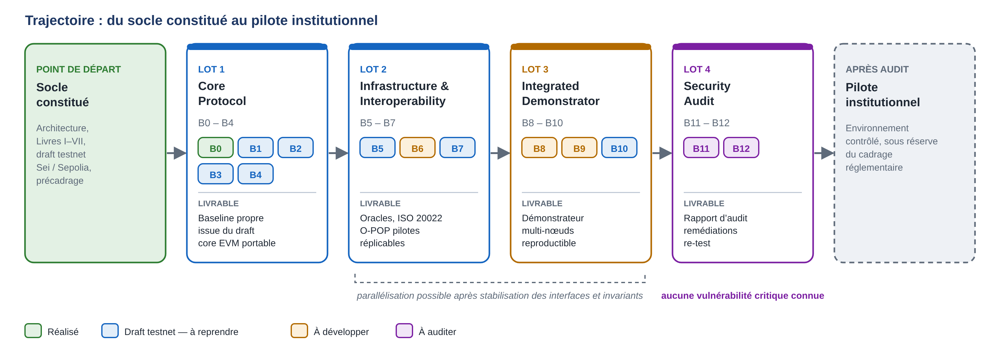 Trajectoire : du socle constitué au pilote institutionnel
POINT DE DÉPART
Socle
constitué
Architecture,
Livres I–VII,
draft testnet
Sei / Sepolia,
précadrage
LOT 1
Core
Protocol
B0 – B4
B0 B1 B2
B3 B4
LIVRABLE
Baseline propre
issue du draft
core EVM portable
LOT 2
Infrastructure &
Interoperability
B5 – B7
B5 B6 B7
LIVRABLE
Oracles, ISO 20022
O-POP pilotes
réplicables
LOT 3
Integrated
Demonstrator
B8 – B10
B8 B9 B10
LIVRABLE
Démonstrateur
multi-nœuds
reproductible
LOT 4
Security
Audit
B11 – B12
B11 B12
LIVRABLE
Rapport d’audit
remédiations
re-test
APRÈS AUDIT
Pilote
institutionnel
Environnement
contrôlé, sous réserve
du cadrage
réglementaire
parallélisation possible après stabilisation des interfaces et invariants
aucune vulnérabilité critique connue
Réalisé
Draft testnet — à reprendre
À développer
À auditer